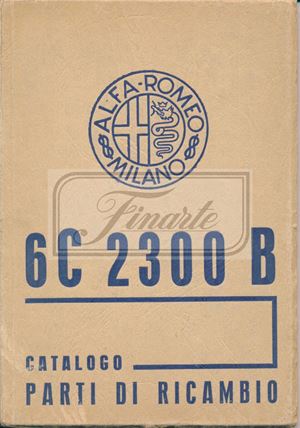 ALFA-ROMEO
MILANO
Finarte
6C 2300 B
CATALOGO
PARTI DI RICAMBIO